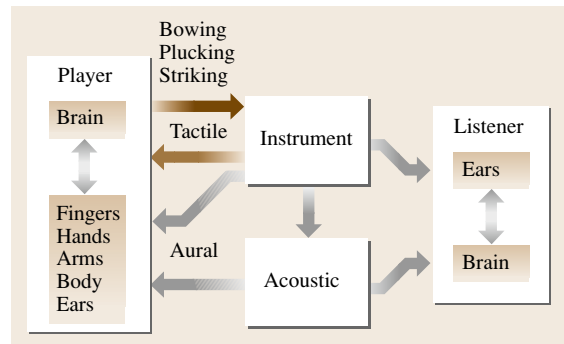 Bowing
Plucking
Striking
Player
Brain
Tactile
Instrument
Listener
Ears
Fingers
Hands
Arms
Body
Ears
Aural
Acoustic
Brain